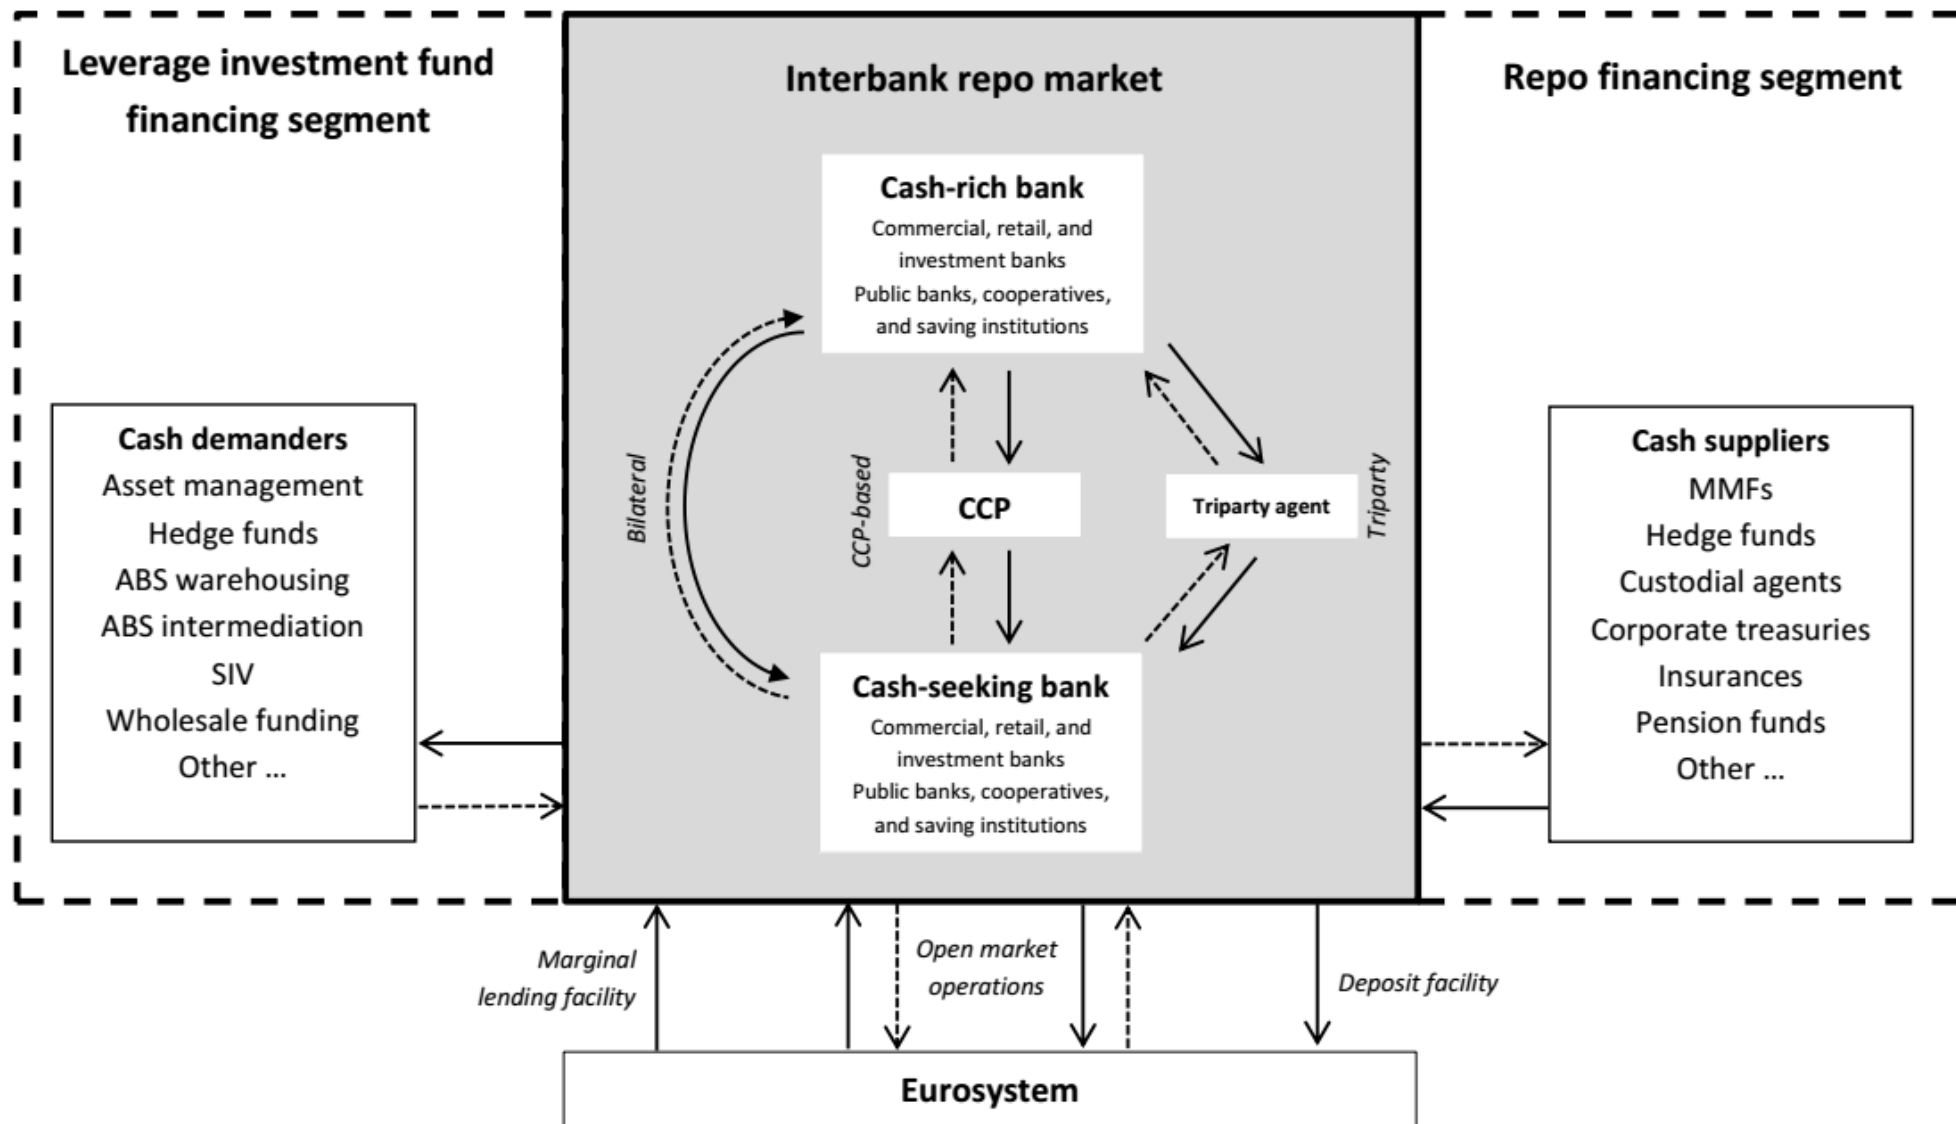 Leverage investment fund
financing segment
Interbank repo market
Repo financing segment
Cash-rich bank
Commercial, retail, and
investment banks
Public banks, cooperatives,
and saving institutions
Cash demanders
Asset management
Hedge funds
ABS warehousing
ABS intermediation
SIV
Wholesale funding
Other ...
Bilateral
CCP-based
CCP
Triparty agent
Triparty
Cash-seeking bank
Commercial, retail, and
investment banks
Public banks, cooperatives,
and saving institutions
Cash suppliers
MMFs
Hedge funds
Custodial agents
Corporate treasuries
Insurances
Pension funds
Other ...
Marginal
lending facility
Open market
operations
Deposit facility
Eurosystem